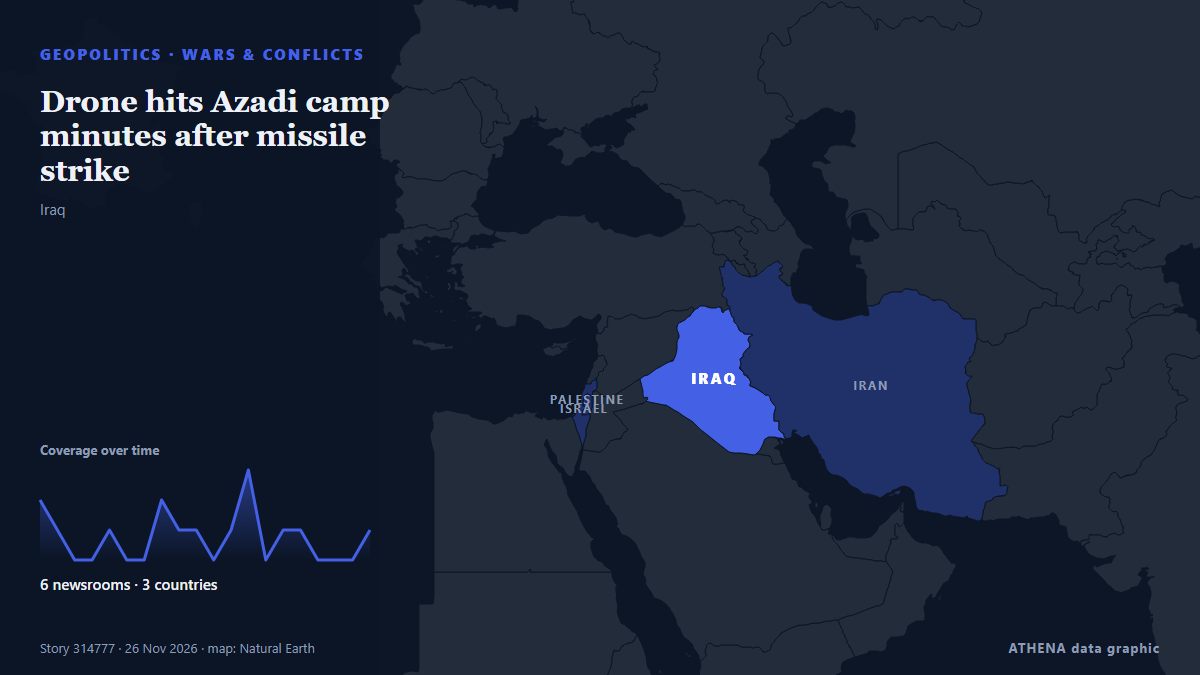 GEOPOLITICS · WARS & CONFLICTS
Drone hits Azadi camp
minutes after missile
strike
Iraq
IRAQ
IRAN
PALESTINE
ISRAEL
Coverage over time
6 newsrooms · 3 countries
Story 314777 · 26 Nov 2026 · map: Natural Earth
ATHENA data graphic